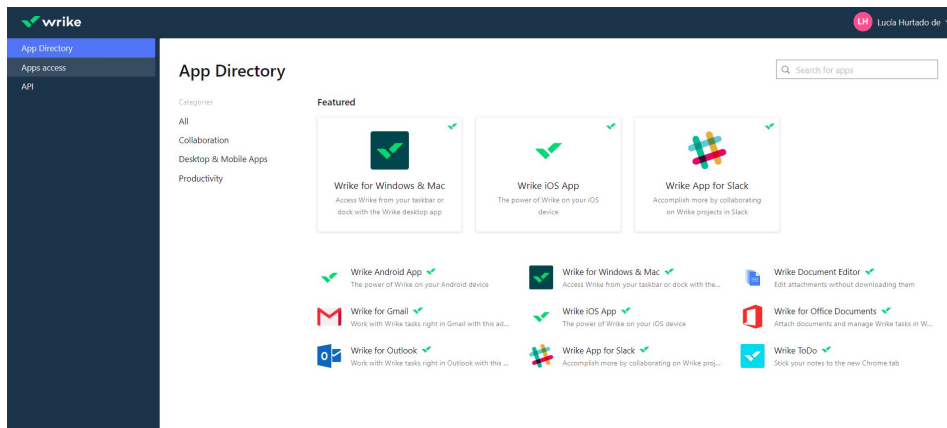 wrike
LH Lucía Hurtado de
App Directory
Apps access
API
App Directory
Search for apps
Categories
All
Collaboration
Desktop & Mobile Apps
Productivity
Featured
Wrike for Windows & Mac
Access Wrike from your taskbar or
dock with the Wrike desktop app
Wrike iOS App
The power of Wrike on your iOS
device
Wrike App for Slack
Accomplish more by collaborating
on Wrike projects in Slack
Wrike Android App
The power of Wrike on your Android device
Wrike for Windows & Mac
Access Wrike from your taskbar or dock with the...
Wrike Document Editor
Edit attachments without downloading them
Wrike for Gmail
Work with Wrike tasks right in Gmail with this ad...
Wrike iOS App
The power of Wrike on your iOS device
Wrike for Office Documents
Attach documents and manage Wrike tasks in W...
Wrike for Outlook
Work with Wrike tasks right in Outlook with this ...
Wrike App for Slack
Accomplish more by collaborating on Wrike proj...
Wrike ToDo
Stick your notes to the new Chrome tab